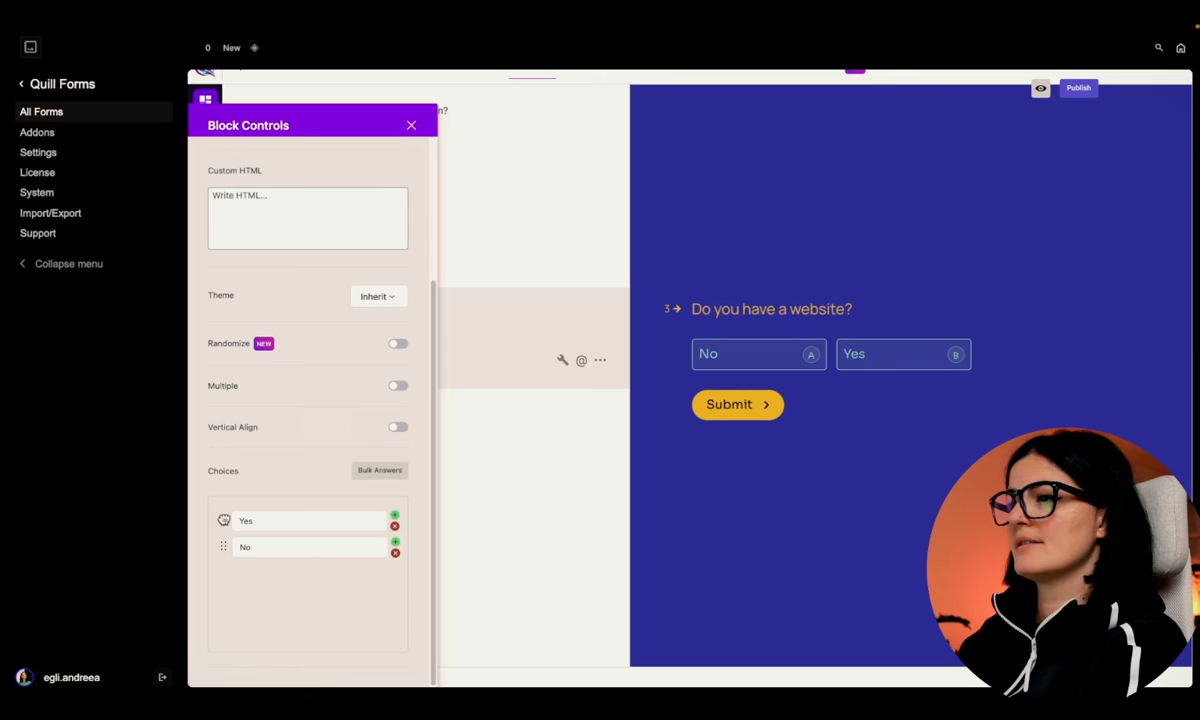 0 New
Quill Forms
All Forms
Addons
Settings
License
System
Import/Export
Support
Collapse menu
egli.andreea
Block Controls
n?
Custom HTML
Write HTML...
Theme
Inherit
Randomize NEW
Multiple
Vertical Align
Choices
Bulk Answers
Yes
No
@
Publish
3 Do you have a website?
No A
Yes B
Submit